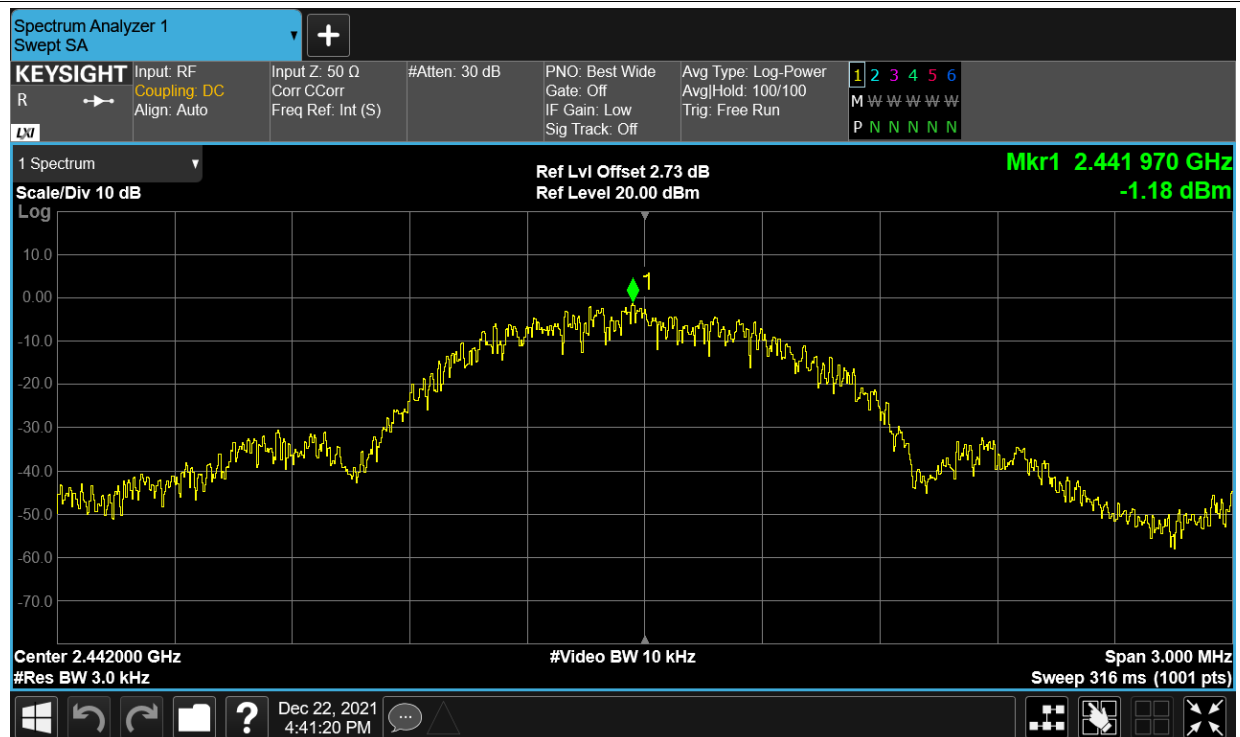 Spectrum Analyzer 1
Swept SA
+
KEYSIGHT
R
LXI
Input: RF
Coupling: DC
Align: Auto
Input Z: 50 Ω
Corr CCorr
Freq Ref: Int (S)
#Atten: 30 dB
PNO: Best Wide
Gate: Off
IF Gain: Low
Sig Track: Off
Avg Type: Log-Power
Avg|Hold: 100/100
Trig: Free Run
1 2 3 4 5 6
M W W W W W
P N N N N N
1 Spectrum
Scale/Div 10 dB
Log
Ref Lvl Offset 2.73 dB
Ref Level 20.00 dBm
Mkr1 2.441 970 GHz
-1.18 dBm
10.0
0.00
-10.0
-20.0
-30.0
-40.0
-50.0
-60.0
-70.0
1
Center 2.442000 GHz
#Res BW 3.0 kHz
#Video BW 10 kHz
Span 3.000 MHz
Sweep 316 ms (1001 pts)
?
Dec 22, 2021
4:41:20 PM